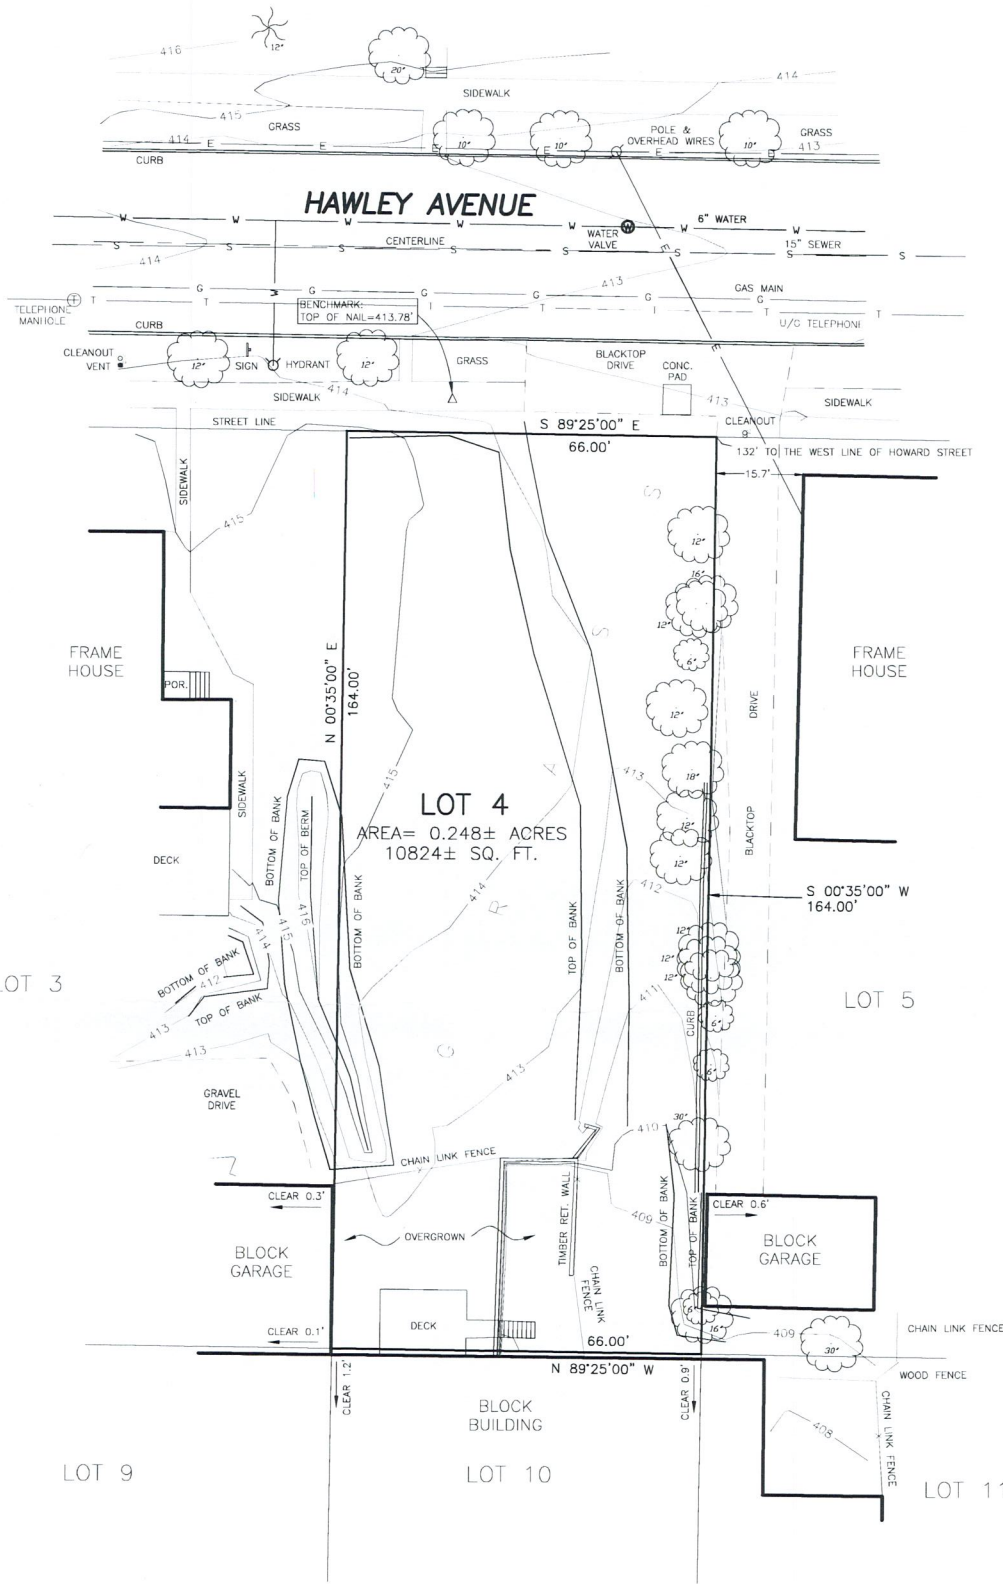 416
12"
20"
414
SIDEWALK
415
GRASS
POLE &
OVERHEAD WIRES
GRASS
414
E
E
E
10"
10"
E
E
10"
E
413
CURB
HAWLEY AVENUE
W
W
W
W
W
WATER
VALVE
W
W
6" WATER
W
S
S
S
CENTERLINE
S
S
E
S
15" SEWER
S
S
414
413
G
G
G
G
G
GAS MAIN
G
TELEPHONE
MANHOLE
T
T
T
T
T
T
T
W
BENCHMARK:
TOP OF NAIL=413.78'
U/G TELEPHONE
CURB
CLEANOUT
VENT
12"
SIGN
HYDRANT
12"
GRASS
BLACKTOP
DRIVE
CONC.
PAD
E
414
SIDEWALK
413
SIDEWALK
STREET LINE
S 89°25'00" E
66.00'
CLEANOUT
132' TO THE WEST LINE OF HOWARD STREET
15.7'
SIDEWALK
415
12"
16"
12"
6"
12"
18"
12"
12"
FRAME
HOUSE
POR.
N 00°35'00" E
164.00'
FRAME
HOUSE
DRIVE
BLACKTOP
415
413
SIDEWALK
DECK
BOTTOM OF BANK
TOP OF BERM
416
415
414
LOT 4
AREA= 0.248± ACRES
10824± SQ. FT.
G R A S S
BOTTOM OF BANK
414
TOP OF BANK
BOTTOM OF BANK
412
S 00°35'00" W
164.00'
12"
12"
12"
BOTTOM OF BANK
412
TOP OF BANK
413
LOT 3
LOT 5
411
CURB
6"
413
413
6"
GRAVEL
DRIVE
30"
410
CHAIN LINK FENCE
CLEAR 0.3'
OVERGROWN
TIMBER RET. WALL
409
BOTTOM OF BANK
TOP OF BANK
CLEAR 0.6'
BLOCK
GARAGE
BLOCK
GARAGE
CHAIN LINK
FENCE
6"
16"
409
30"
CHAIN LINK FENCE
DECK
CLEAR 0.1'
66.00'
N 89°25'00" W
WOOD FENCE
CLEAR 1.2'
CLEAR 0.9'
BLOCK
BUILDING
408
CHAIN LINK FENCE
LOT 9
LOT 10
LOT 11